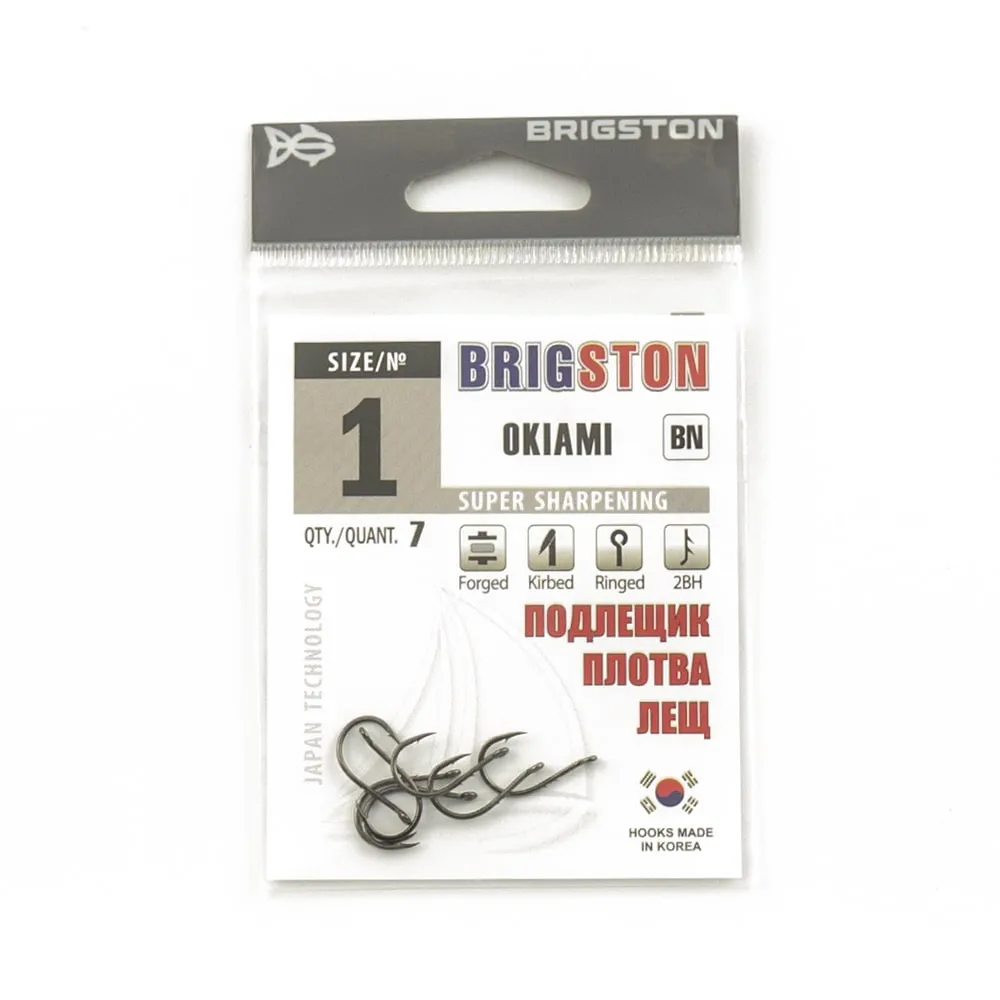 BRIGSTON
SIZE/№
1
QTY./QUANT. 7
BRIGSTON
OKIAMI
BN
SUPER SHARPENING
Forged Kirbed Ringed 2BH
ПОДЛЕЩИК
ПЛОТВА
ЛЕЩ
JAPAN TECHNOLOGY
HOOKS MADE
IN KOREA